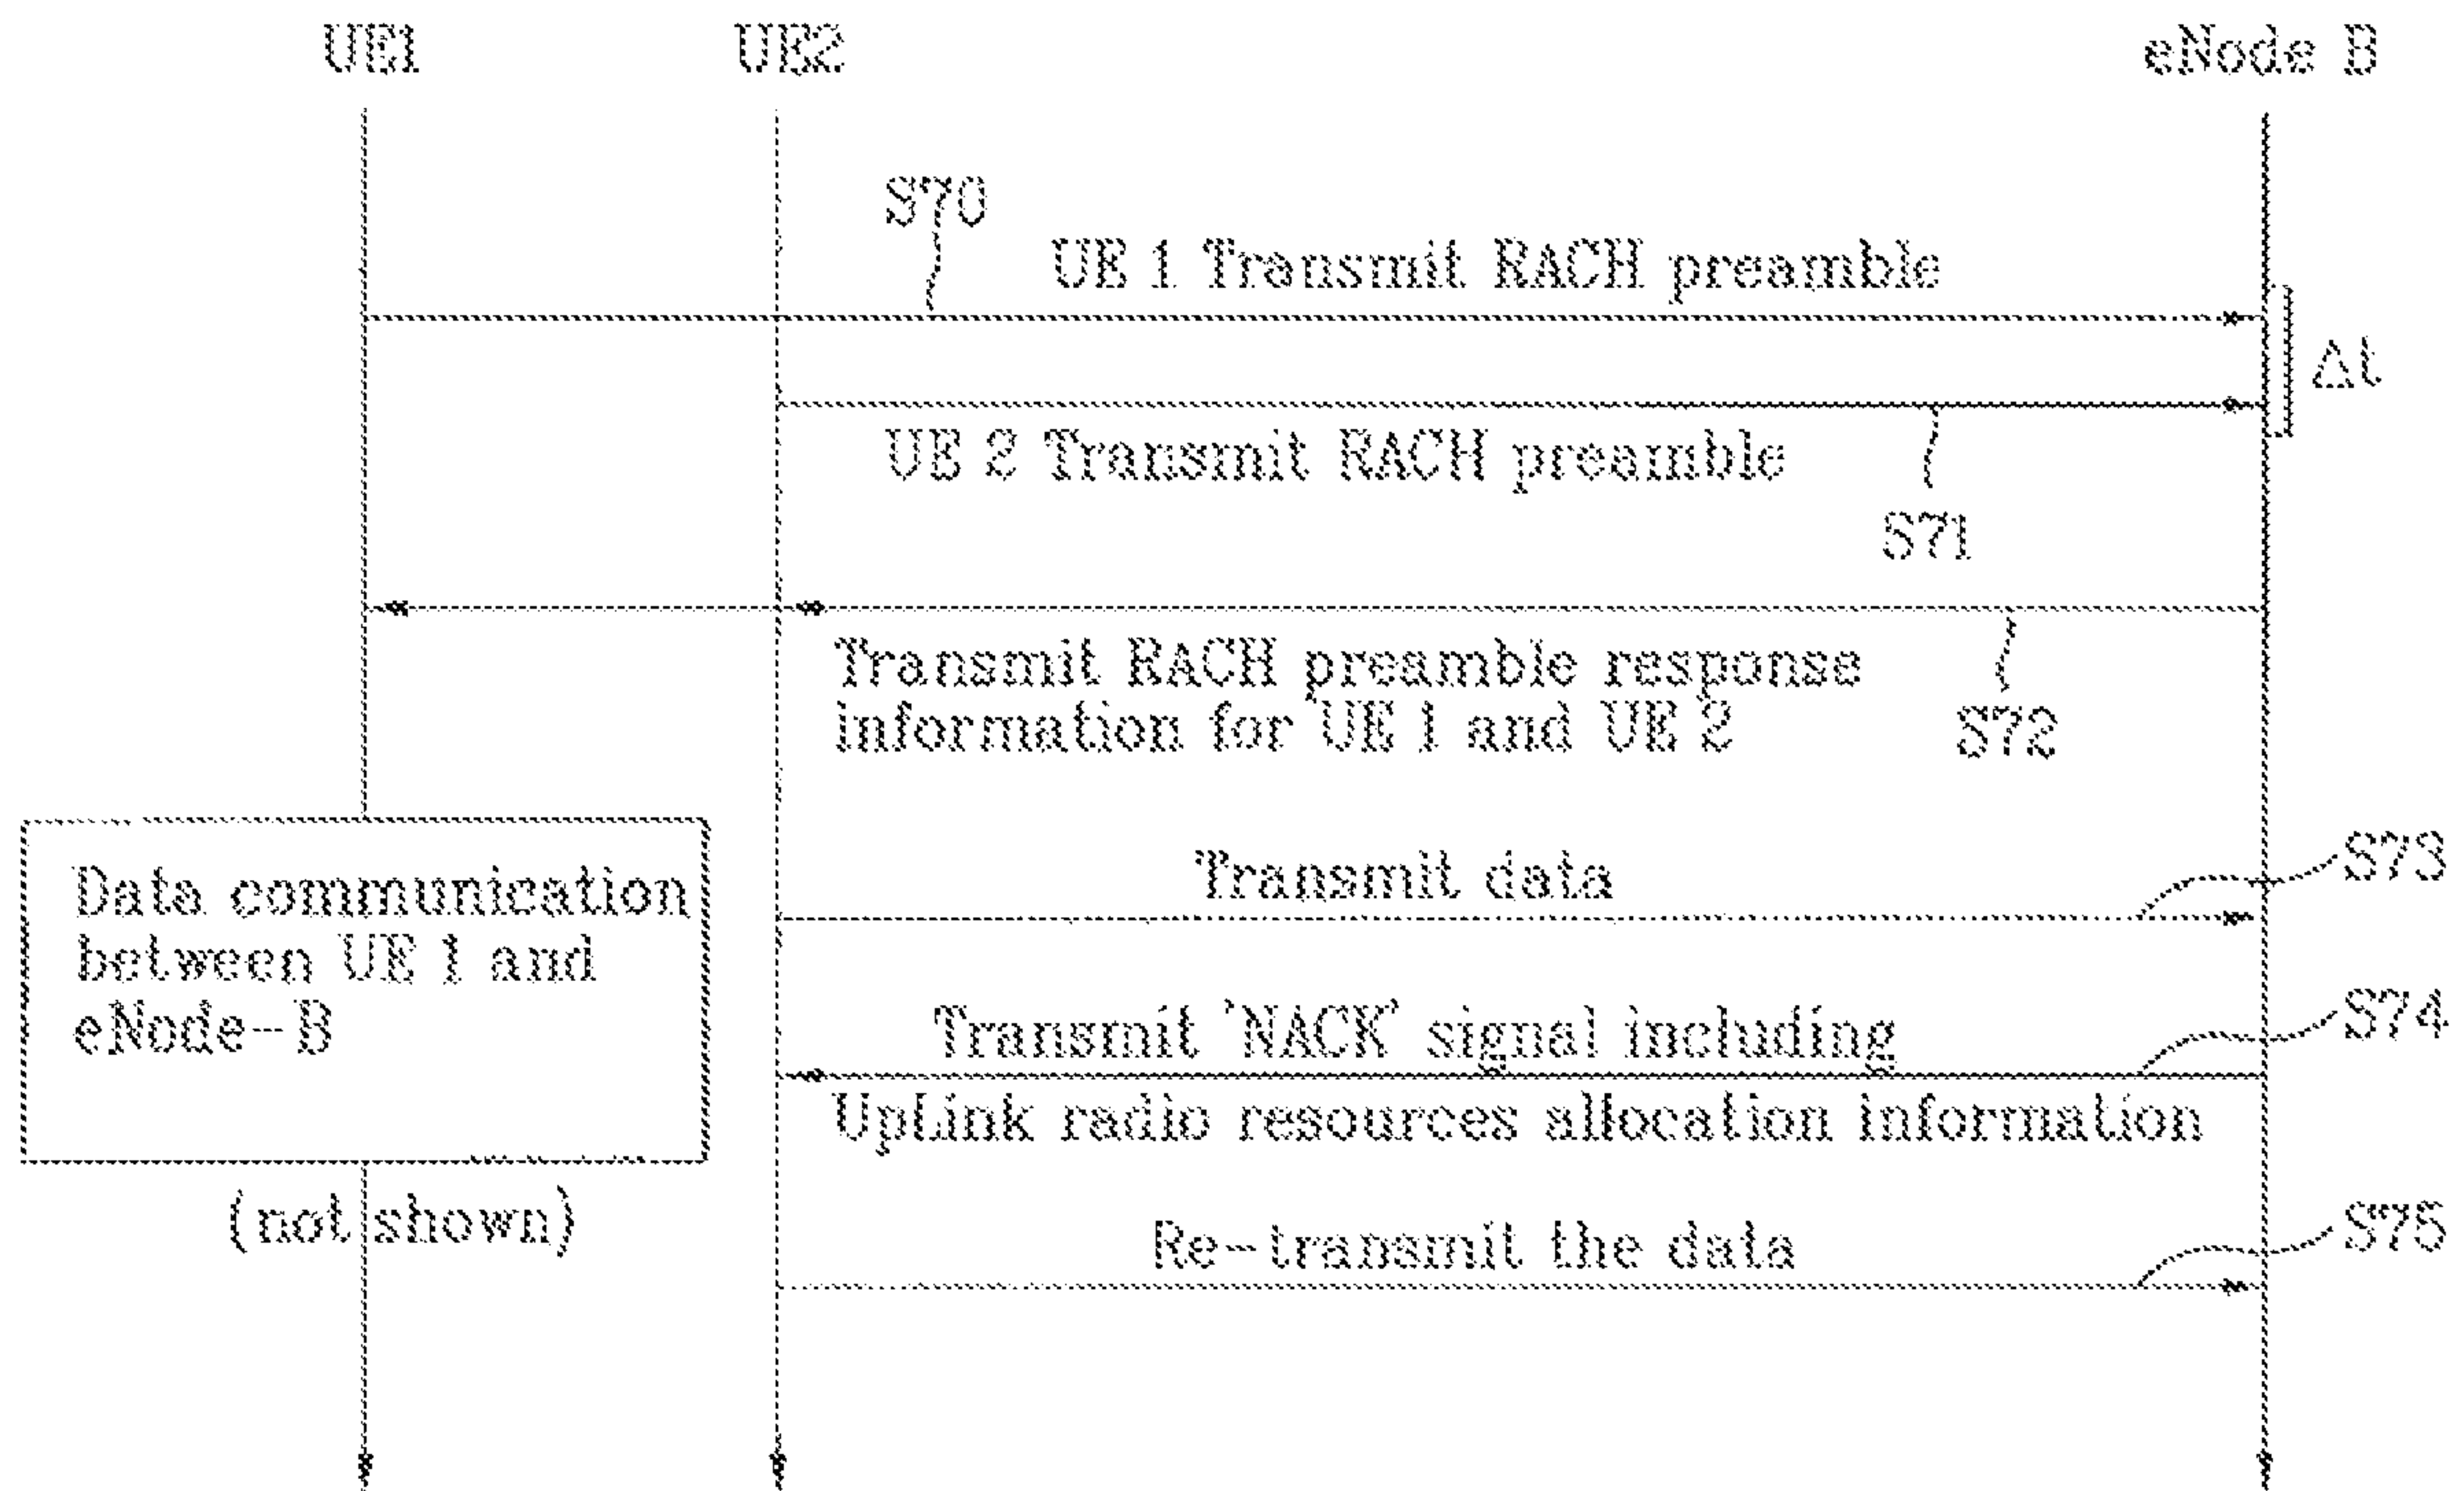 UE1
UE2
eNode B
S70
UE 1 Transmit RACH preamble
Δt
UE 2 Transmit RACH preamble
S71
Transmit RACH preamble response
information for UE 1 and UE 2
S72
Data communication
between UE 1 and
eNode-B
(not shown)
Transmit data
S73
Transmit 'NACK' signal including
S74
UpLink radio resources allocation information
Re-transmit the data
S75